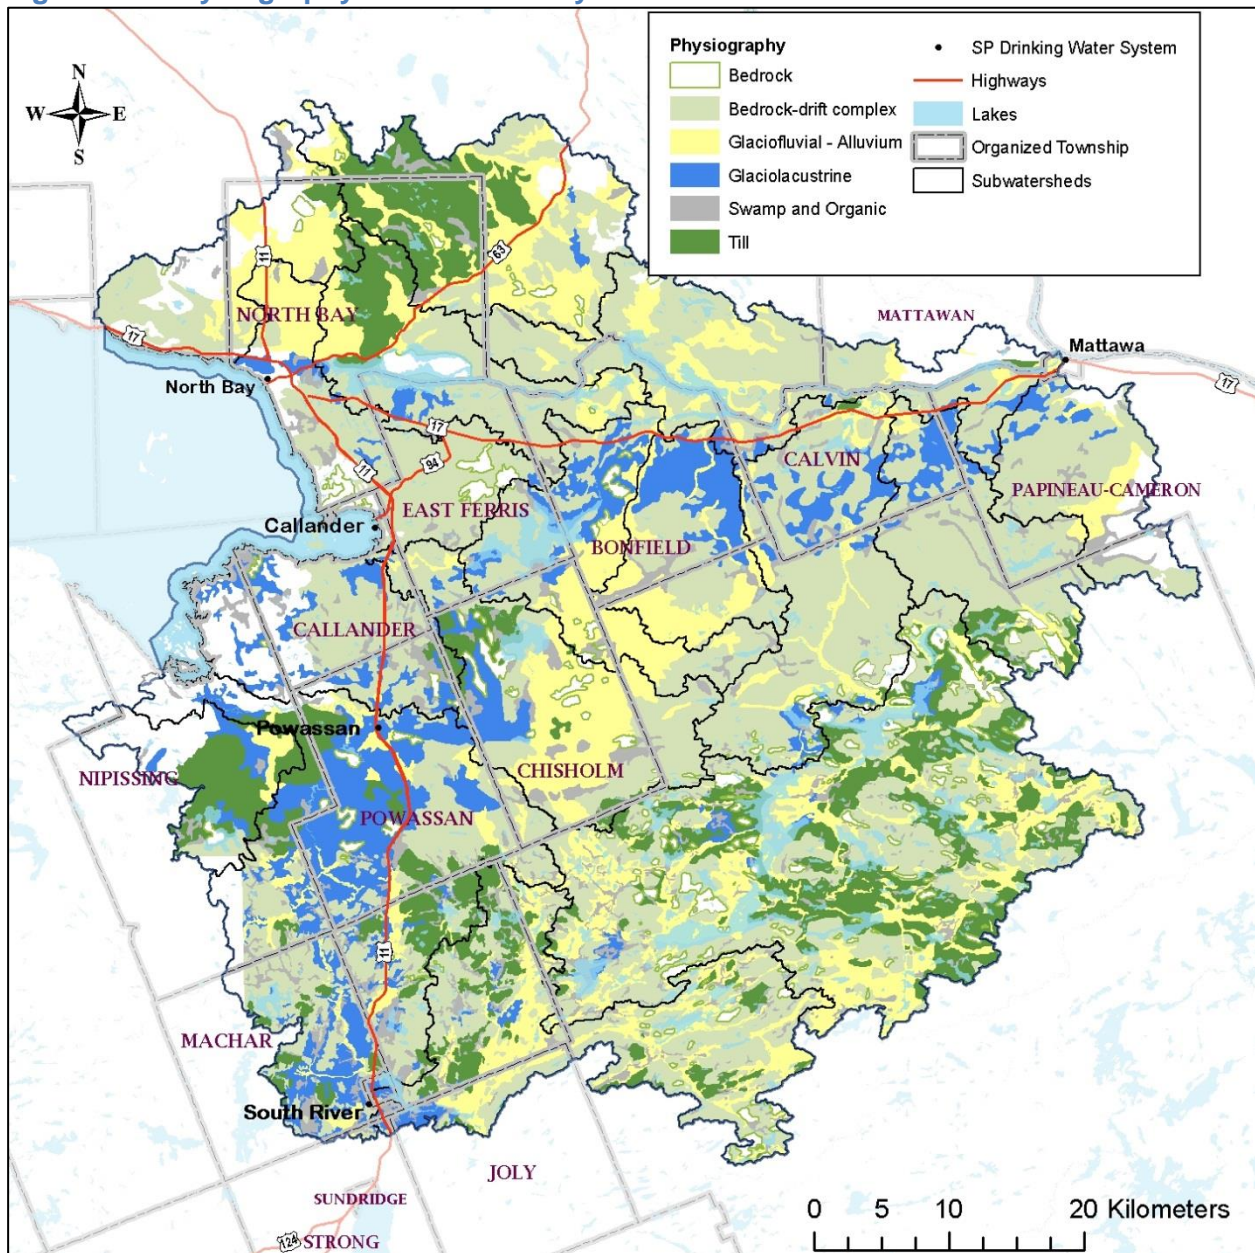 N
W E
S
Physiography
Bedrock
Bedrock-drift complex
Glaciofluvial - Alluvium
Glaciolacustrine
Swamp and Organic
Till
SP Drinking Water System
Highways
Lakes
Organized Township
Subwatersheds
11
63
NORTH BAY
17
North Bay
MATTAWAN
Mattawa
17
17
94
11
CALVIN
EAST FERRIS
PAPINEAU-CAMERON
Callander
BONFIELD
CALLANDER
Powassan
NIPISSING
CHISHOLM
POWASSAN
11
MACHAR
South River
JOLY
SUNDRIDGE
124
STRONG
0 5 10 20 Kilometers